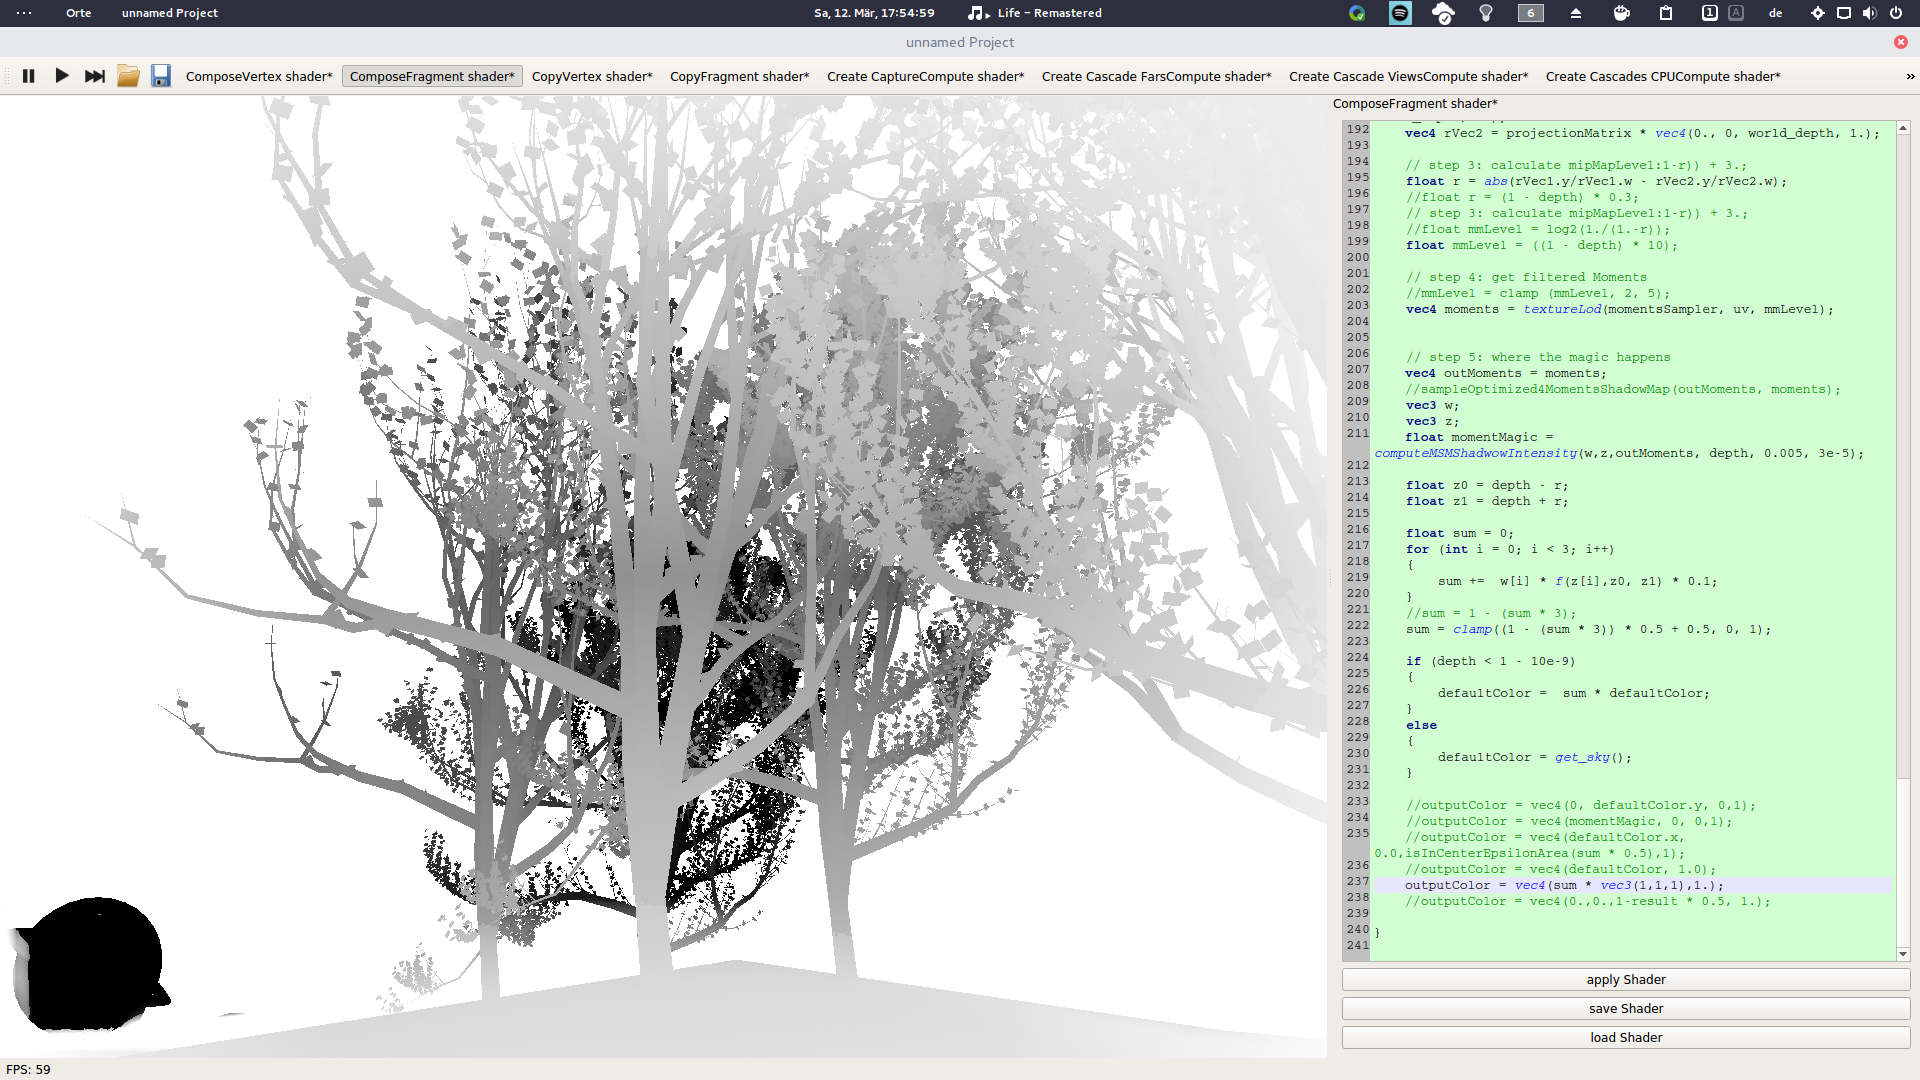 Orte unnamed Project Sa, 12. Mär, 17:54:59 Life – Remastered 6 1 A de
unnamed Project
ComposeVertex shader* ComposeFragment shader* CopyVertex shader* CopyFragment shader* Create CaptureCompute shader* Create Cascade FarsCompute shader* Create Cascade ViewsCompute shader* Create Cascades CPUCompute shader* »
ComposeFragment shader*
192 vec4 rVec2 = projectionMatrix * vec4(0., 0, world_depth, 1.);
193
194 // step 3: calculate mipMapLevel:1-r)) + 3.;
195 float r = abs(rVec1.y/rVec1.w - rVec2.y/rVec2.w);
196 //float r = (1 - depth) * 0.3;
197 // step 3: calculate mipMapLevel:1-r)) + 3.;
198 //float mmLevel = log2(1./(1.-r));
199 float mmLevel = ((1 - depth) * 10);
200
201 // step 4: get filtered Moments
202 //mmLevel = clamp (mmLevel, 2, 5);
203 vec4 moments = textureLod(momentsSampler, uv, mmLevel);
204
205
206 // step 5: where the magic happens
207 vec4 outMoments = moments;
208 //sampleOptimized4MomentsShadowMap(outMoments, moments);
209 vec3 w;
210 vec3 z;
211 float momentMagic =
computeMSMShadwowIntensity(w,z,outMoments, depth, 0.005, 3e-5);
212
213 float z0 = depth - r;
214 float z1 = depth + r;
215
216 float sum = 0;
217 for (int i = 0; i < 3; i++)
218 {
219 sum += w[i] * f(z[i],z0, z1) * 0.1;
220 }
221 //sum = 1 - (sum * 3);
222 sum = clamp((1 - (sum * 3)) * 0.5 + 0.5, 0, 1);
223
224 if (depth < 1 - 10e-9)
225 {
226 defaultColor = sum * defaultColor;
227 }
228 else
229 {
230 defaultColor = get_sky();
231 }
232
233 //outputColor = vec4(0, defaultColor.y, 0,1);
234 //outputColor = vec4(momentMagic, 0, 0,1);
235 //outputColor = vec4(defaultColor.x,
0.0,isInCenterEpsilonArea(sum * 0.5),1);
236 //outputColor = vec4(defaultColor, 1.0);
237 outputColor = vec4(sum * vec3(1,1,1),1.);
238 //outputColor = vec4(0.,0.,1-result * 0.5, 1.);
239
240 }
241
apply Shader
save Shader
load Shader
FPS: 59